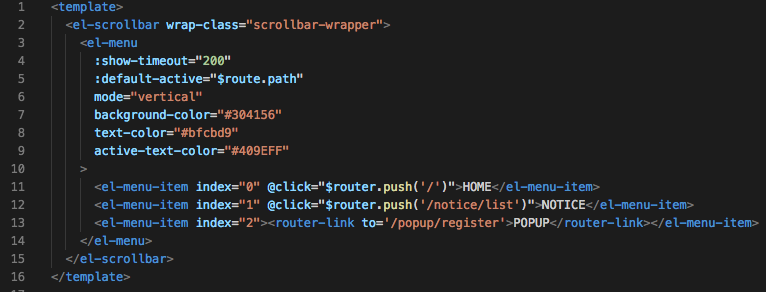 1 <template>
2 <el-scrollbar wrap-class="scrollbar-wrapper">
3 <el-menu
4 :show-timeout="200"
5 :default-active="$route.path"
6 mode="vertical"
7 background-color="#304156"
8 text-color="#bfcbd9"
9 active-text-color="#409EFF"
10 >
11 <el-menu-item index="0" @click="$router.push('/')">HOME</el-menu-item>
12 <el-menu-item index="1" @click="$router.push('/notice/list')">NOTICE</el-menu-item>
13 <el-menu-item index="2"><router-link to='/popup/register'>POPUP</router-link></el-menu-item>
14 </el-menu>
15 </el-scrollbar>
16 </template>